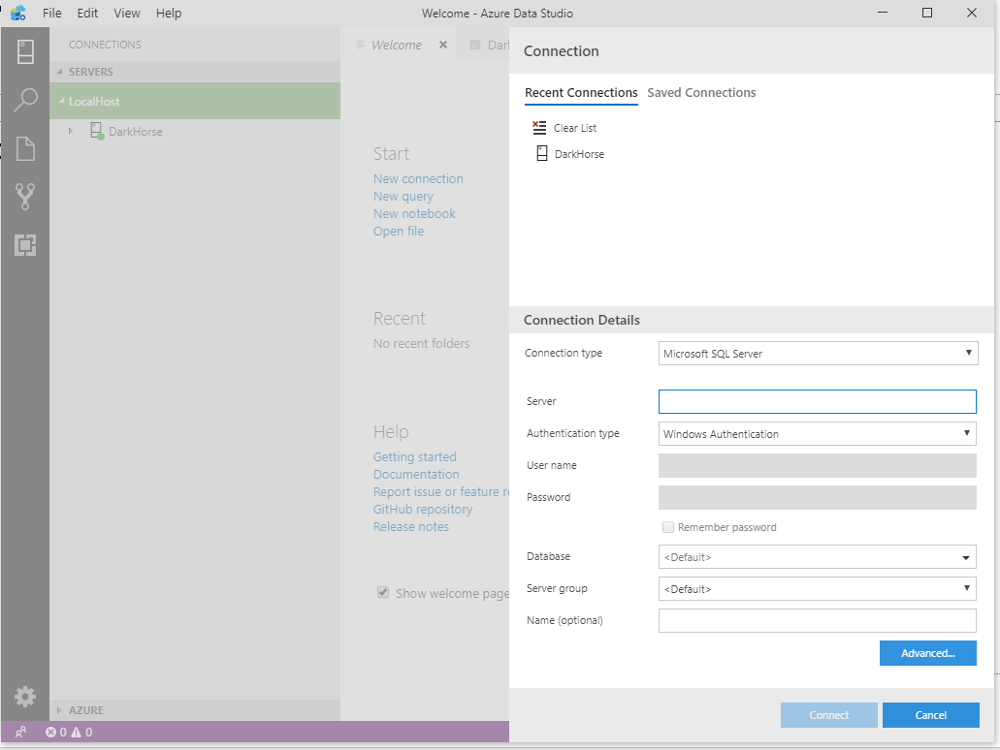 File Edit View Help
Welcome - Azure Data Studio
CONNECTIONS
SERVERS
LocalHost
DarkHorse
AZURE
0 0
Welcome
Dark
Start
New connection
New query
New notebook
Open file
Recent
No recent folders
Help
Getting started
Documentation
Report issue or feature re
GitHub repository
Release notes
Show welcome page
Connection
Recent Connections Saved Connections
Clear List
DarkHorse
Connection Details
Connection type Microsoft SQL Server
Server
Authentication type Windows Authentication
User name
Password
Remember password
Database <Default>
Server group <Default>
Name (optional)
Advanced...
Connect Cancel